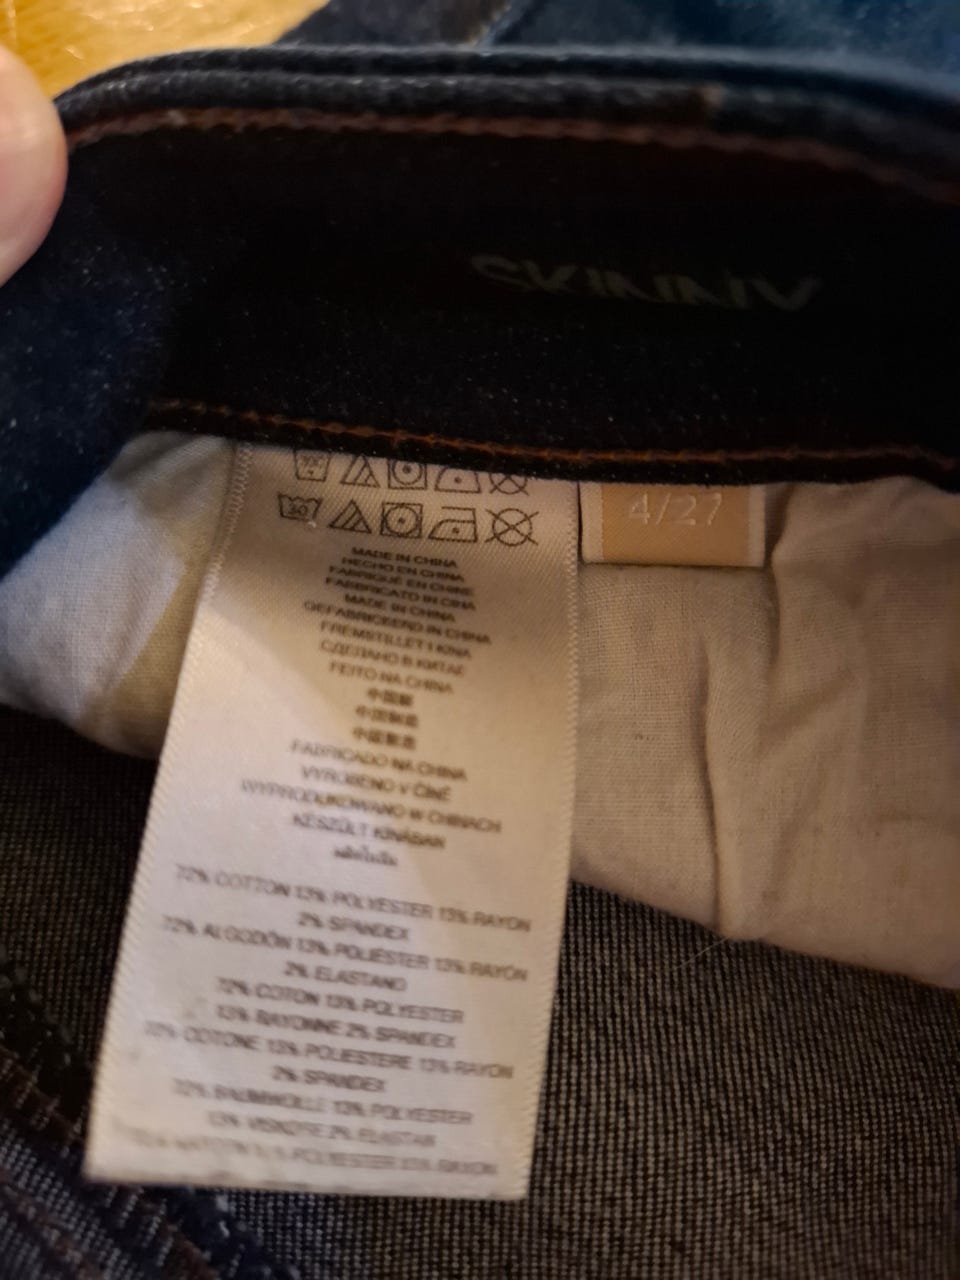 SKINNY
4/27
30
MADE IN CHINA
HECHO EN CHINA
FABRIQUÉ EN CHINE
FABBRICATO IN CINA
MADE IN CHINA
GEFABRICEERD IN CHINA
FREMSTILLET I KINA
СДЕЛАНО В КИТАЕ
FEITO NA CHINA
中国製
中国制造
中國製造
FABRICADO NA CHINA
VYROBENO V ČÍNĚ
WYPRODUKOWANO W CHINACH
KÉSZÜLT KÍNÁBAN
72% COTTON 13% POLYESTER 13% RAYON
2% SPANDEX
72% ALGODÓN 13% POLIÉSTER 13% RAYON
2% ELASTANO
72% COTON 13% POLYESTER
13% RAYONNE 2% SPANDEX
72% COTONE 13% POLIESTERE 13% RAYON
2% SPANDEX
72% BAUMWOLLE 13% POLYESTER
13% VISKOSE 2% ELASTAN